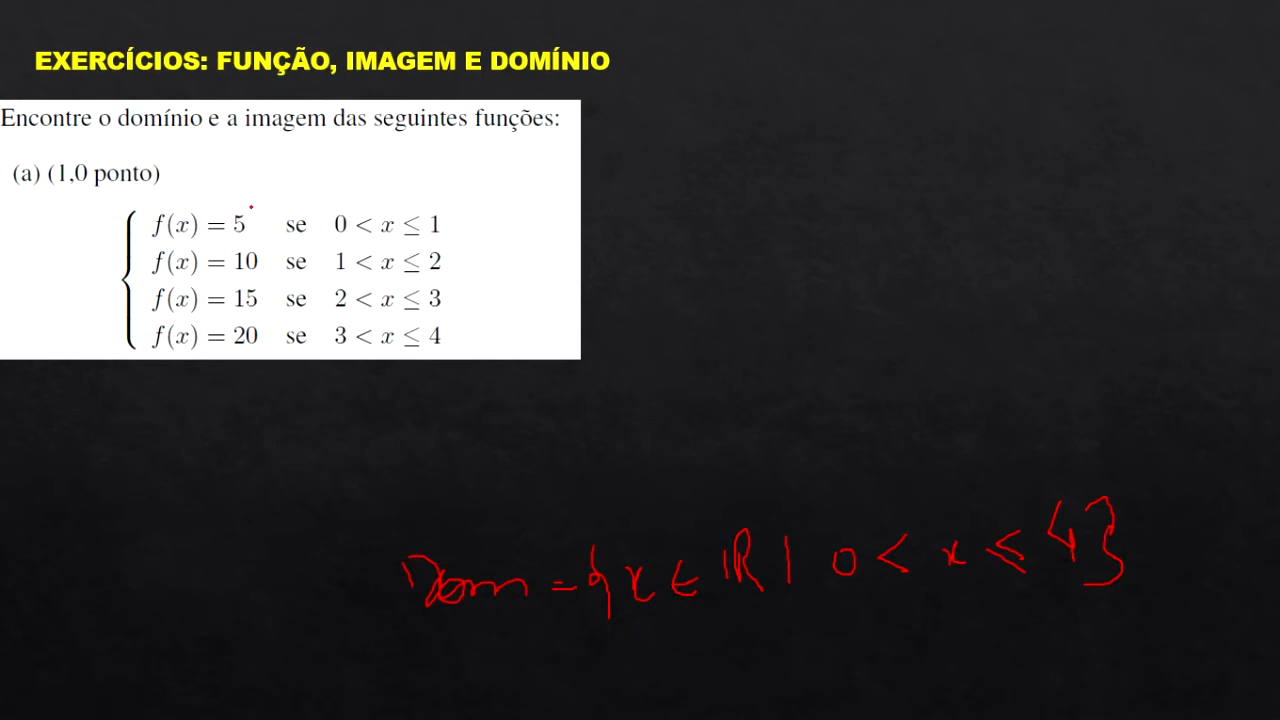 EXERCÍCIOS: FUNÇÃO, IMAGEM E DOMÍNIO
Encontre o domínio e a imagem das seguintes funções:
(a) (1,0 ponto)
f(x) = 5 se 0 < x ≤ 1
f(x) = 10 se 1 < x ≤ 2
f(x) = 15 se 2 < x ≤ 3
f(x) = 20 se 3 < x ≤ 4
Dom = {x ∈ ℝ | 0 < x ≤ 4}